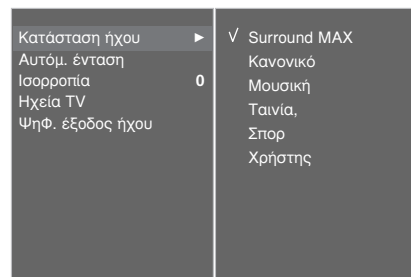 Κατάσταση ήχου ►
Αυτόμ. ένταση
Ισορροπία 0
Ηχεία TV
ΨηΦ. έξοδος ήχου
√ Surround MAX
Κανονικό
Μουσική
Ταινία,
Σπορ
Χρήστης